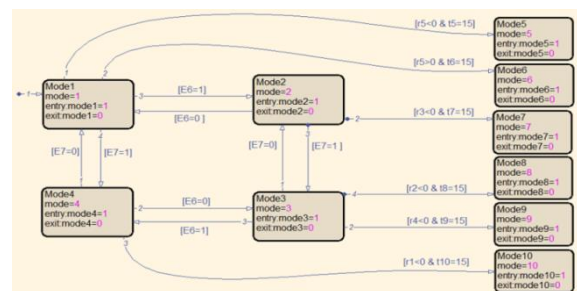 [r5<0 & t5=15]
Mode5
mode=5
entry:mode5=1
exit:mode5=0
[r5>0 & t6=15]
Mode6
mode=6
entry:mode6=1
exit:mode6=0
1
2
Mode1
mode=1
entry:mode1=1
exit:mode1=0
1
3
[E6=1]
[E6=0 ]
1
Mode2
mode=2
entry:mode2=1
exit:mode2=0
2
[r3<0 & t7=15]
Mode7
mode=7
entry:mode7=1
exit:mode7=0
4
3
[E7=0]
[E7=1]
[E7=0]
[E7=1 ]
1
1
Mode4
mode=4
entry:mode4=1
exit:mode4=0
2
[E6=0]
[E6=1]
3
Mode3
mode=3
entry:mode3=1
exit:mode3=0
4
[r2<0 & t8=15]
Mode8
mode=8
entry:mode8=1
exit:mode8=0
2
[r4<0 & t9=15]
Mode9
mode=9
entry:mode9=1
exit:mode9=0
3
[r1<0 & t10=15]
Mode10
mode=10
entry:mode10=1
exit:mode10=0